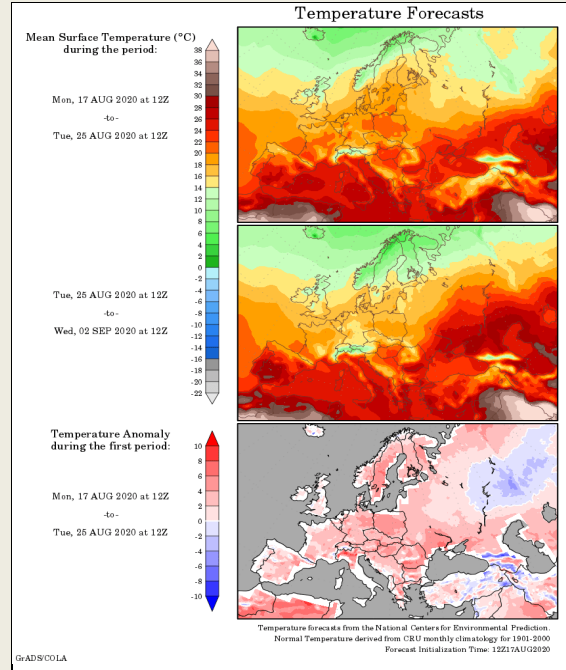 Temperature Forecasts
Mean Surface Temperature (°C)
during the period:
Mon, 17 AUG 2020 at 12Z
-to-
Tue, 25 AUG 2020 at 12Z
38
36
34
32
30
28
26
24
22
20
18
16
14
12
10
8
6
4
2
0
-2
-4
-6
-8
-10
-12
-14
-16
-18
-20
-22
Tue, 25 AUG 2020 at 12Z
-to-
Wed, 02 SEP 2020 at 12Z
Temperature Anomaly
during the first period:
Mon, 17 AUG 2020 at 12Z
-to-
Tue, 25 AUG 2020 at 12Z
10
8
6
4
2
0
-2
-4
-6
-8
-10
Temperature forecasts from the National Centers for Environmental Prediction.
Normal Temperature derived from CRU monthly climatology for 1901-2000
Forecast Initialization Time: 12Z17AUG2020
GrADS/COLA